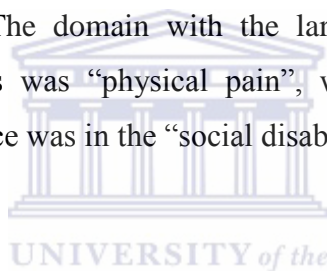 The domain with the lar
s was “physical pain”, w
ce was in the “social disab
UNIVERSITY of the